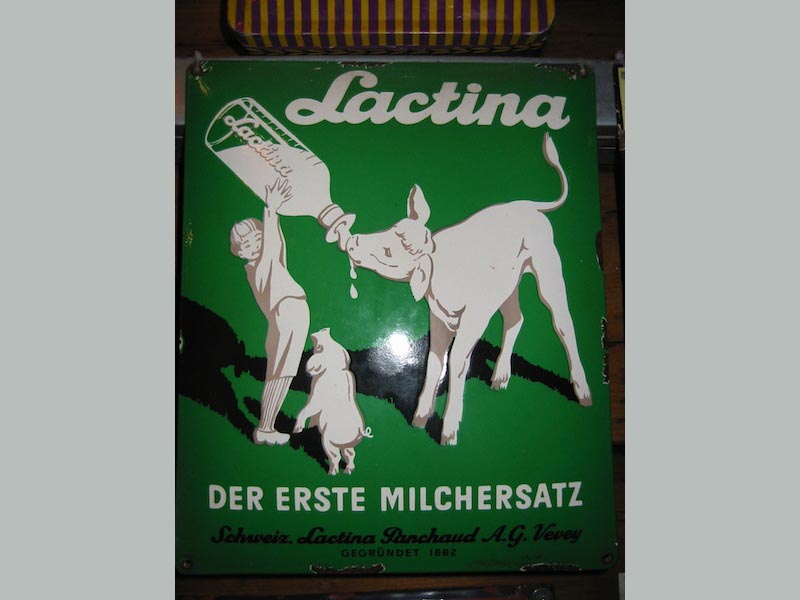 Lactina
Lactina
DER ERSTE MILCHERSATZ
Schweiz. Lactina Panchaud A.G. Vevey
GEGRÜNDET 1882